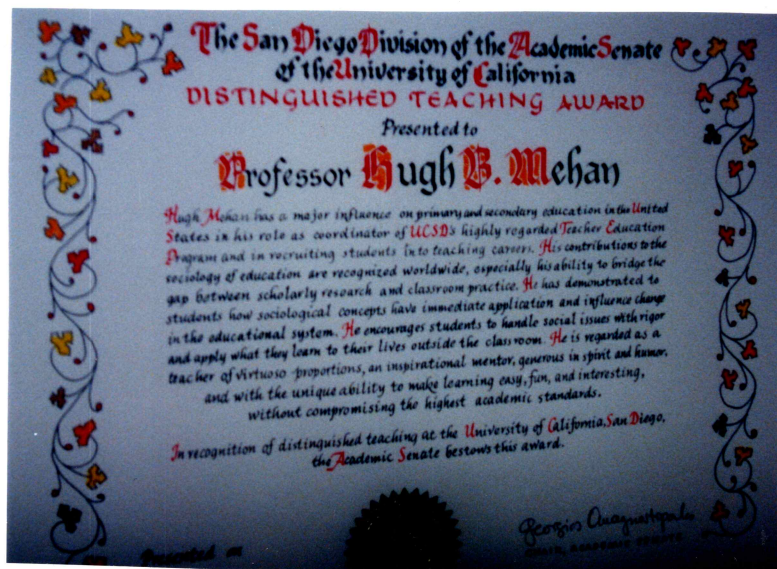 The San Diego Division of the Academic Senate
of the University of California
DISTINGUISHED TEACHING AWARD
Presented to
Professor Hugh B. Mehan
Hugh Mehan has a major influence on primary and secondary education in the United
States in his role as coordinator of UCSD's highly regarded Teacher Education
Program and in recruiting students into teaching careers. His contributions to the
sociology of education are recognized worldwide, especially his ability to bridge the
gap between scholarly research and classroom practice. He has demonstrated to
students how sociological concepts have immediate application and influence change
in the educational system. He encourages students to handle social issues with rigor
and apply what they learn to their lives outside the classroom. He is regarded as a
teacher of virtuoso proportions, an inspirational mentor, generous in spirit and humor,
and with the unique ability to make learning easy, fun, and interesting,
without compromising the highest academic standards.
In recognition of distinguished teaching at the University of California, San Diego,
the Academic Senate bestows this award.
Georgios Anagnostopoulos
Presented on
CHAIR, ACADEMIC SENATE